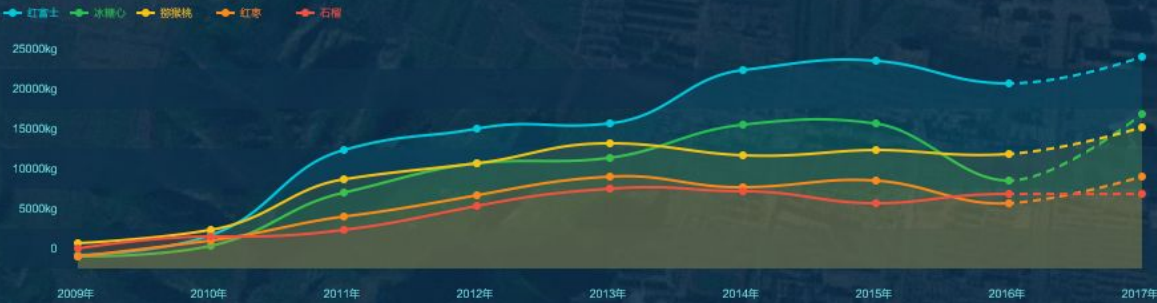 红富士 冰糖心 猕猴桃 红枣 石榴
25000kg
20000kg
15000kg
10000kg
5000kg
0
2009年 2010年 2011年 2012年 2013年 2014年 2015年 2016年 2017年